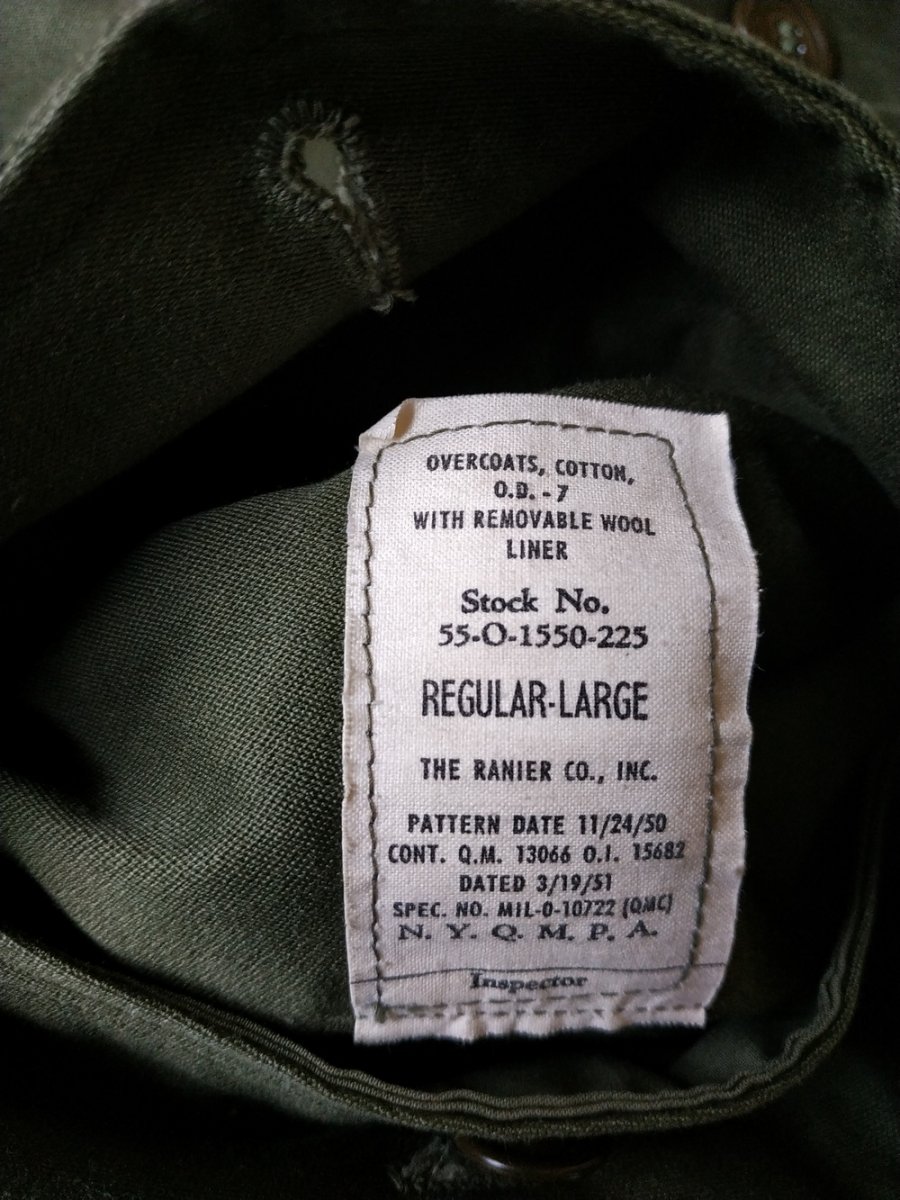 OVERCOATS, COTTON,
O.D. - 7
WITH REMOVABLE WOOL
LINER
Stock No.
55-O-1550-225
REGULAR-LARGE
THE RANIER CO., INC.
PATTERN DATE 11/24/50
CONT. Q.M. 13066 O.I. 15682
DATED 3/19/51
SPEC. NO. MIL-O-10722 (QMC)
N. Y. Q. M. P. A.
Inspector